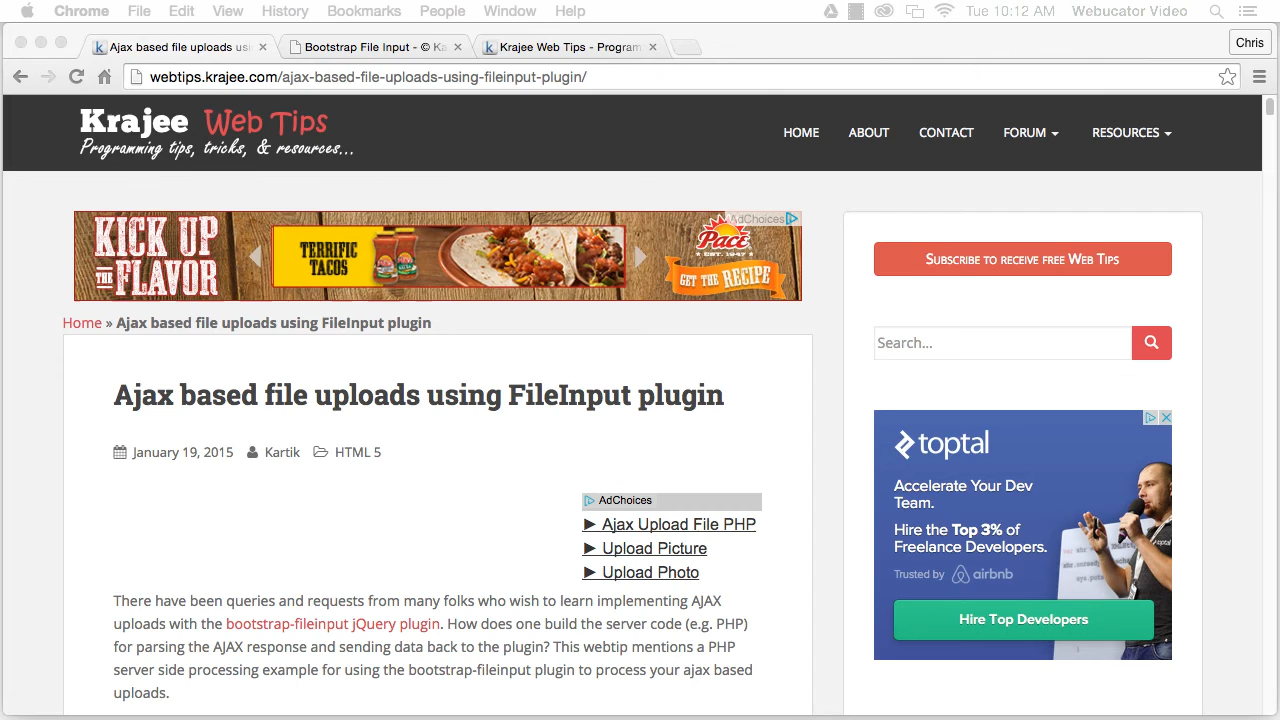 Chrome File Edit View History Bookmarks People Window Help Tue 10:12 AM Webucator Video
Ajax based file uploads usi Bootstrap File Input - © Kra Krajee Web Tips - Program Chris
webtips.krajee.com/ajax-based-file-uploads-using-fileinput-plugin/
Krajee Web Tips
Programming tips, tricks, & resources...
HOME ABOUT CONTACT FORUM RESOURCES
KICK UP THE FLAVOR
TERRIFIC TACOS
AdChoices
Pace
EST. 1947
GET THE RECIPE
Home » Ajax based file uploads using FileInput plugin
Ajax based file uploads using FileInput plugin
January 19, 2015 Kartik HTML 5
AdChoices
► Ajax Upload File PHP
► Upload Picture
► Upload Photo
There have been queries and requests from many folks who wish to learn implementing AJAX
uploads with the bootstrap-fileinput jQuery plugin. How does one build the server code (e.g. PHP)
for parsing the AJAX response and sending data back to the plugin? This webtip mentions a PHP
server side processing example for using the bootstrap-fileinput plugin to process your ajax based
uploads.
Subscribe to receive free Web Tips
Search...
toptal
Accelerate Your Dev
Team.
Hire the Top 3% of
Freelance Developers.
Trusted by airbnb
Hire Top Developers